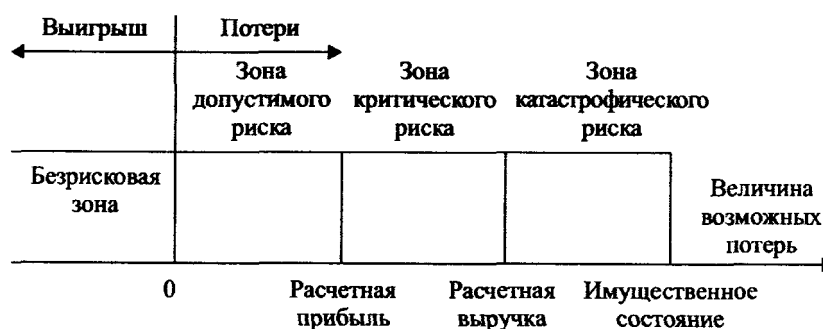 Выигрыш
Потери
Зона
допустимого
риска
Зона
критического
риска
Зона
катастрофического
риска
Безрисковая
зона
Величина
возможных
потерь
0
Расчетная
прибыль
Расчетная
выручка
Имущественное
состояние